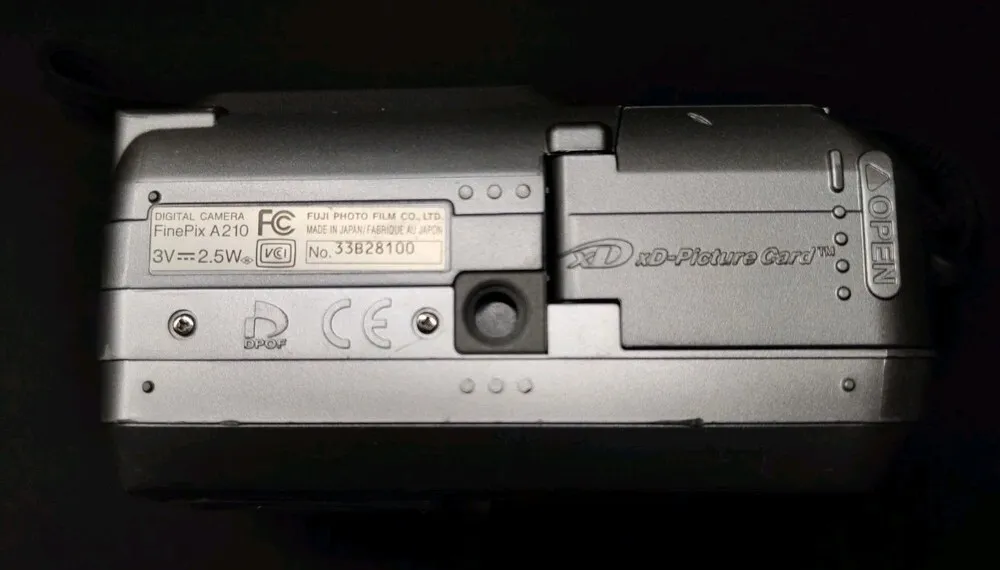 DIGITAL CAMERA
FinePix A210
3V 2.5W
FC
VCI
FUJI PHOTO FILM CO., LTD.
MADE IN JAPAN/FABRIQUE AU JAPON
No. 33B28100
DPOF
CE
xD xD-Picture Card™
OPEN